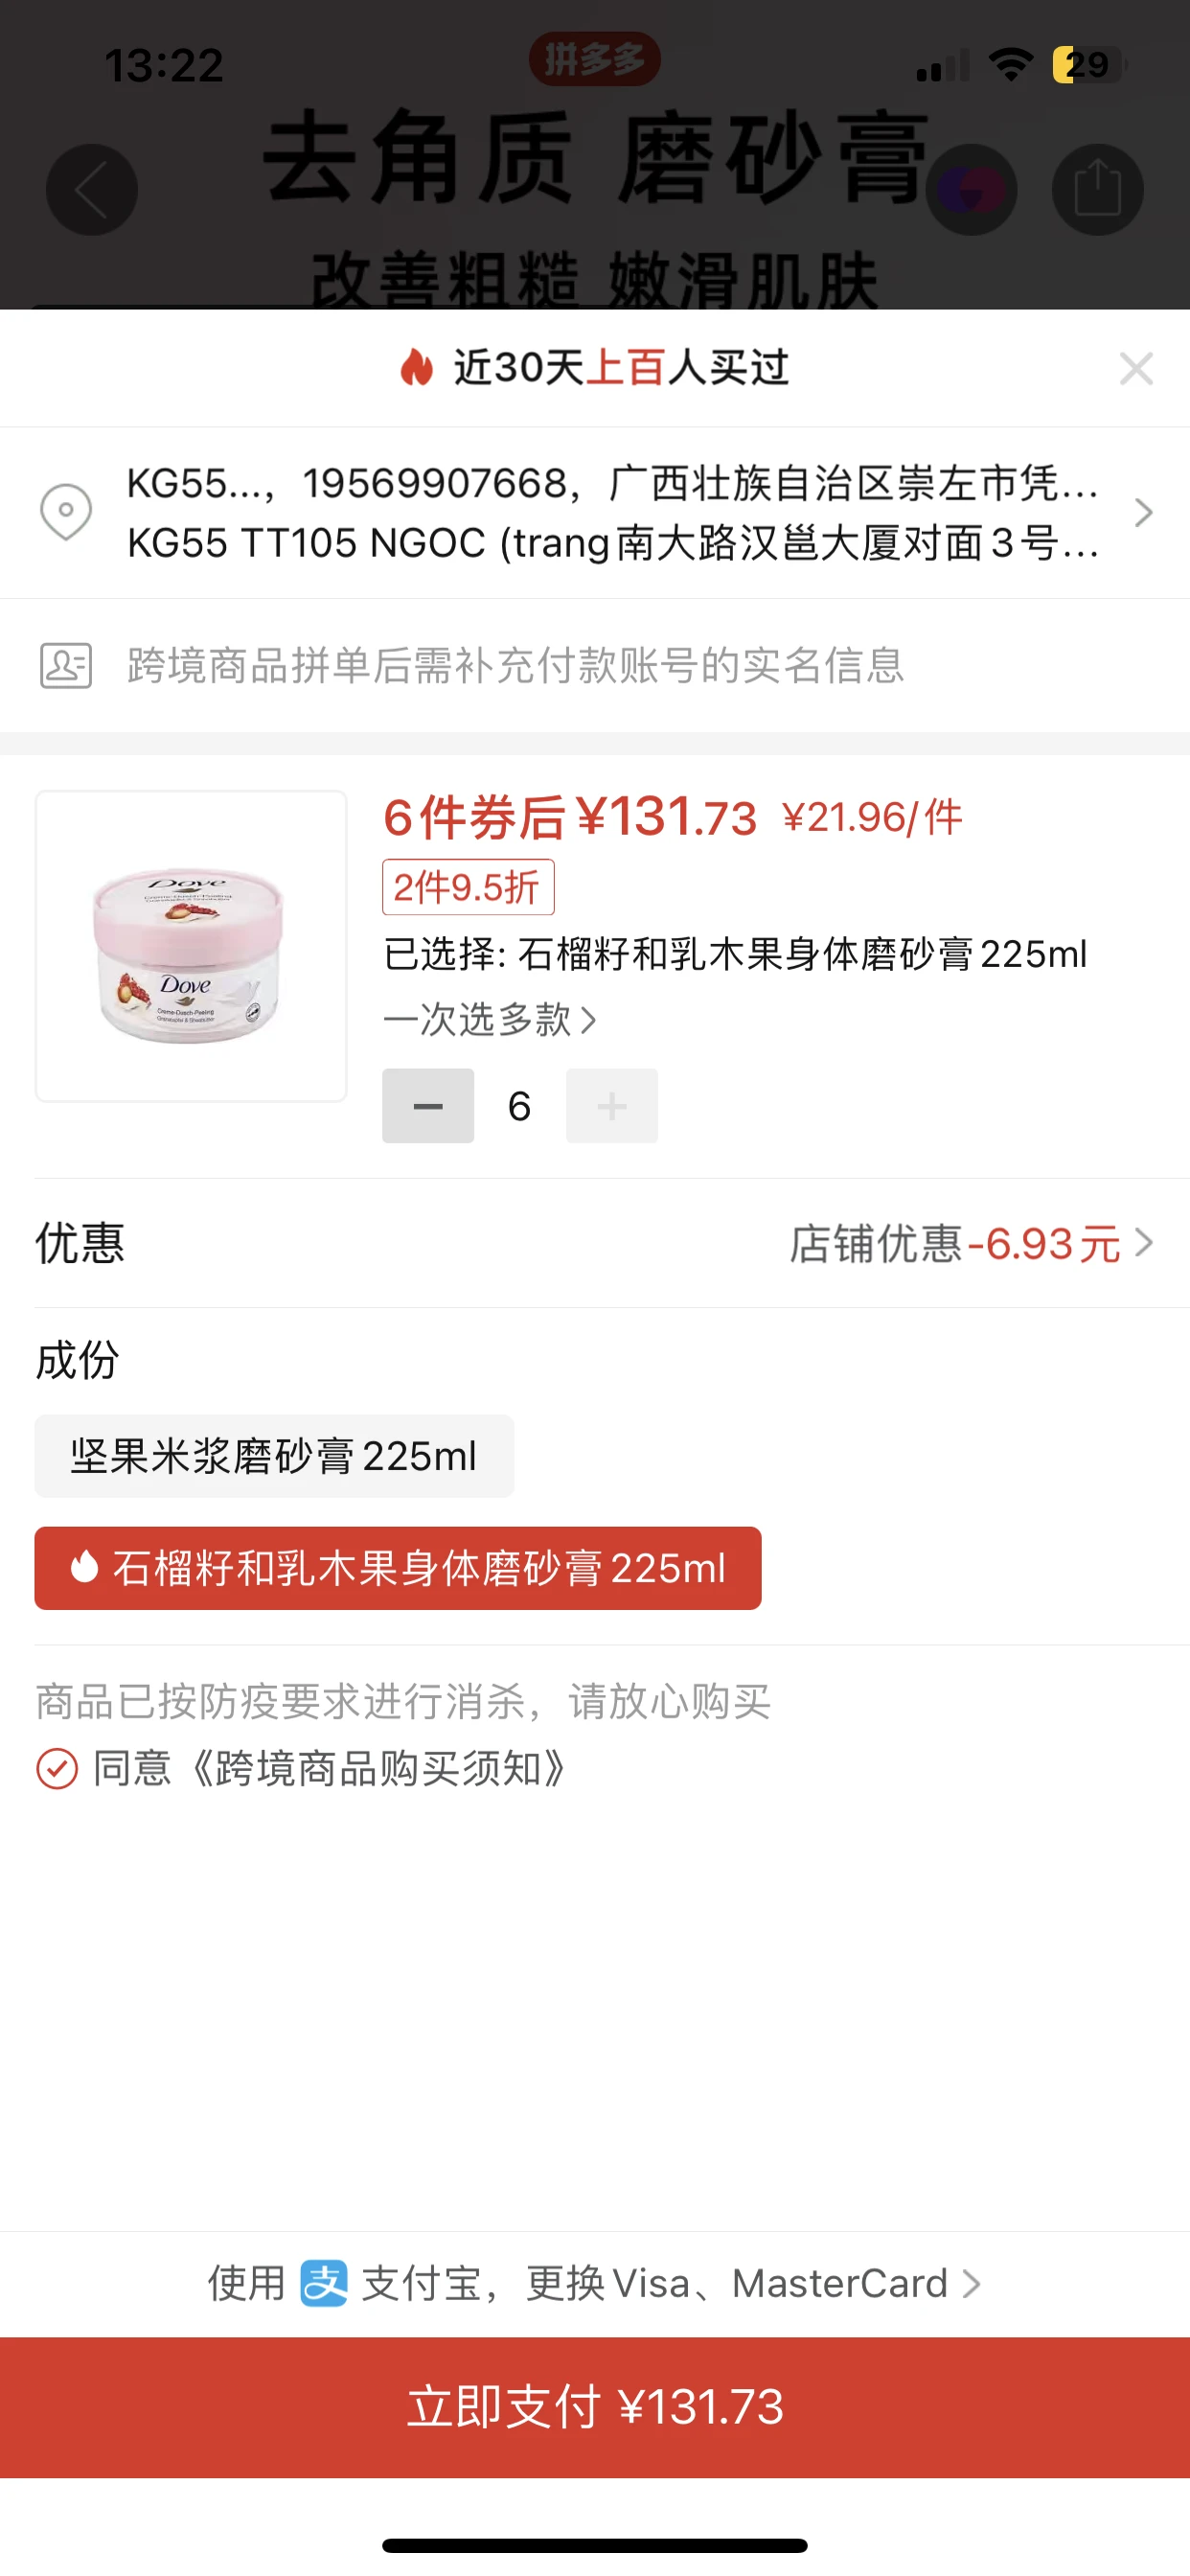 13:22
拼多多
29
去角质 磨砂膏
改善粗糙 嫩滑肌肤
近30天上百人买过
KG55...，19569907668，广西壮族自治区崇左市凭...
KG55 TT105 NGOC (trang南大路汉邕大厦对面3号...
跨境商品拼单后需补充付款账号的实名信息
6件券后¥131.73 ¥21.96/件
2件9.5折
已选择: 石榴籽和乳木果身体磨砂膏225ml
一次选多款
6
Dove
Dove
Creme-Dusch-Peeling
优惠
店铺优惠-6.93元
成份
坚果米浆磨砂膏225ml
石榴籽和乳木果身体磨砂膏225ml
商品已按防疫要求进行消杀，请放心购买
同意《跨境商品购买须知》
使用 支 支付宝，更换Visa、MasterCard
立即支付 ¥131.73